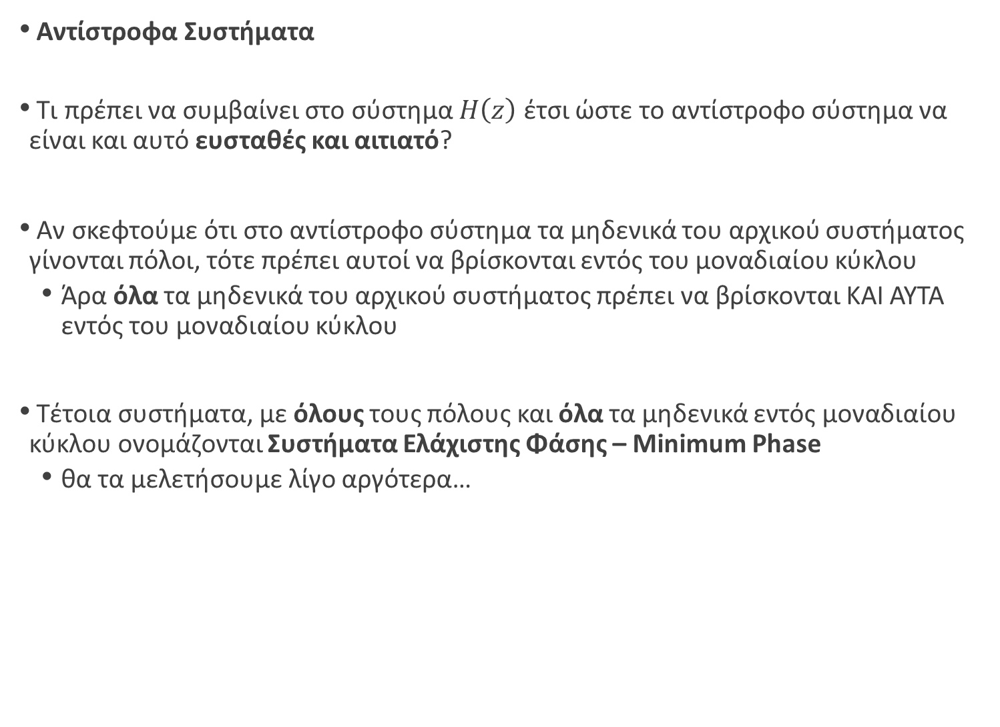 • Αντίστροφα Συστήματα
• Τι πρέπει να συμβαίνει στο σύστημα H(z) έτσι ώστε το αντίστροφο σύστημα να
είναι και αυτό ευσταθές και αιτιατό?
• Αν σκεφτούμε ότι στο αντίστροφο σύστημα τα μηδενικά του αρχικού συστήματος
γίνονται πόλοι, τότε πρέπει αυτοί να βρίσκονται εντός του μοναδιαίου κύκλου
• Άρα όλα τα μηδενικά του αρχικού συστήματος πρέπει να βρίσκονται ΚΑΙ ΑΥΤΑ
εντός του μοναδιαίου κύκλου
• Τέτοια συστήματα, με όλους τους πόλους και όλα τα μηδενικά εντός μοναδιαίου
κύκλου ονομάζονται Συστήματα Ελάχιστης Φάσης – Minimum Phase
• θα τα μελετήσουμε λίγο αργότερα…